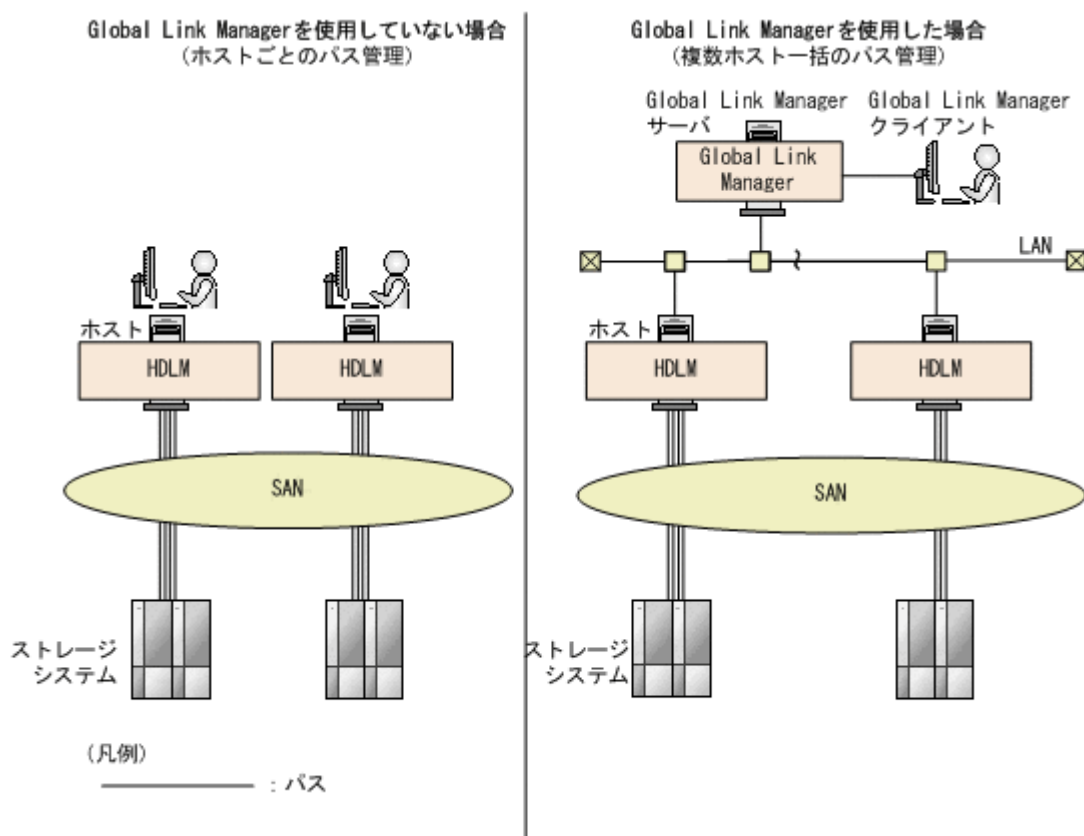 Global Link Managerを使用していない場合
(ホストごとのパス管理)
ホスト
HDLM
HDLM
SAN
ストレージ
システム
(凡例)
：パス
Global Link Managerを使用した場合
(複数ホスト一括のパス管理)
Global Link Manager
サーバ
Global Link Manager
クライアント
Global Link
Manager
LAN
ホスト
HDLM
HDLM
SAN
ストレージ
システム